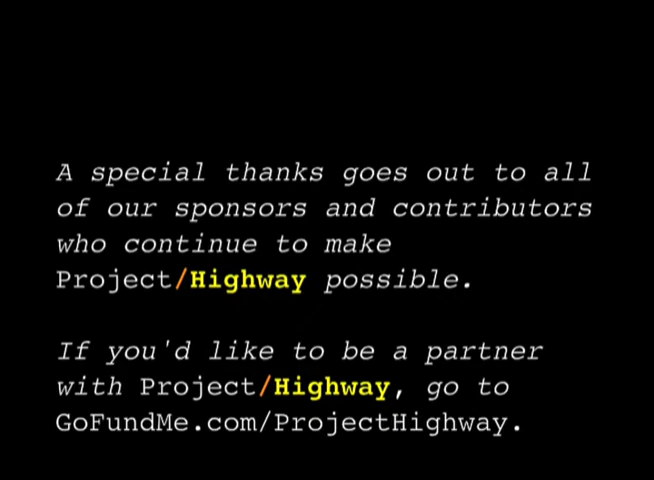 A special thanks goes out to all
of our sponsors and contributors
who continue to make
Project/Highway possible.
If you'd like to be a partner
with Project/Highway, go to
GoFundMe.com/ProjectHighway.